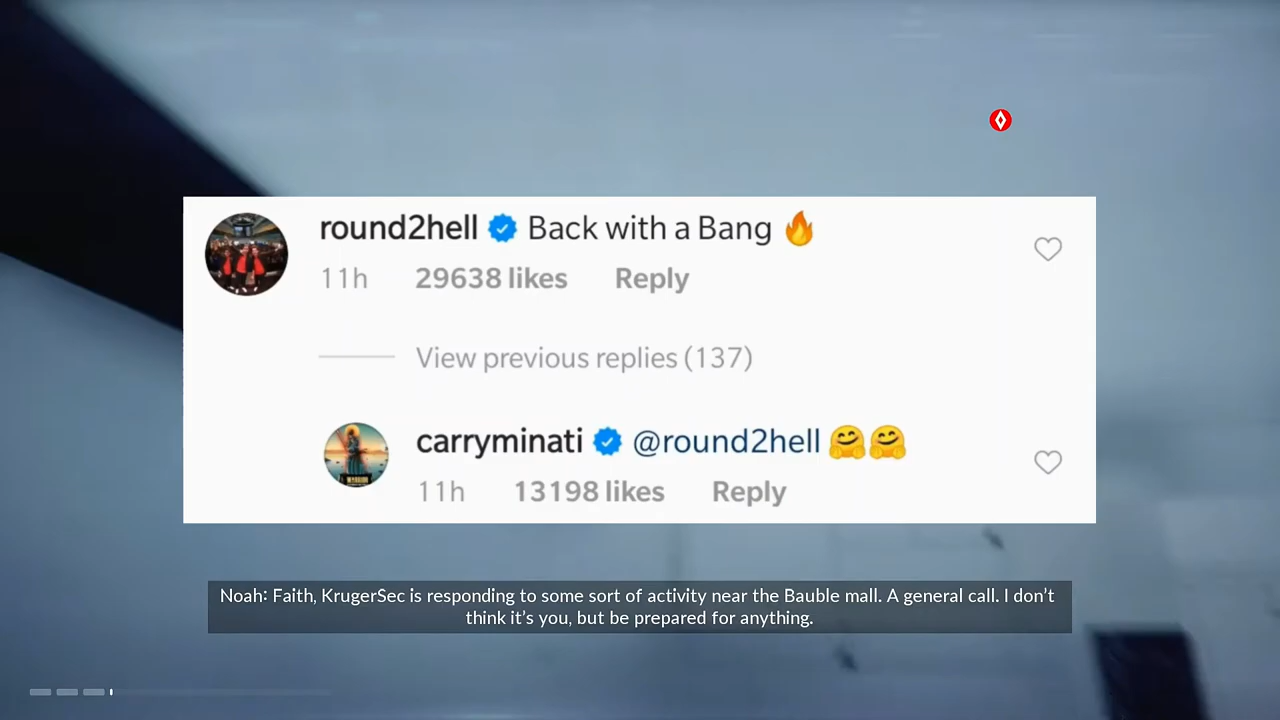 round2hell Back with a Bang 🔥
11h 29638 likes Reply
View previous replies (137)
carryminati @round2hell 🤗🤗
11h 13198 likes Reply
Noah: Faith, KrugerSec is responding to some sort of activity near the Bauble mall. A general call. I don't
think it's you, but be prepared for anything.